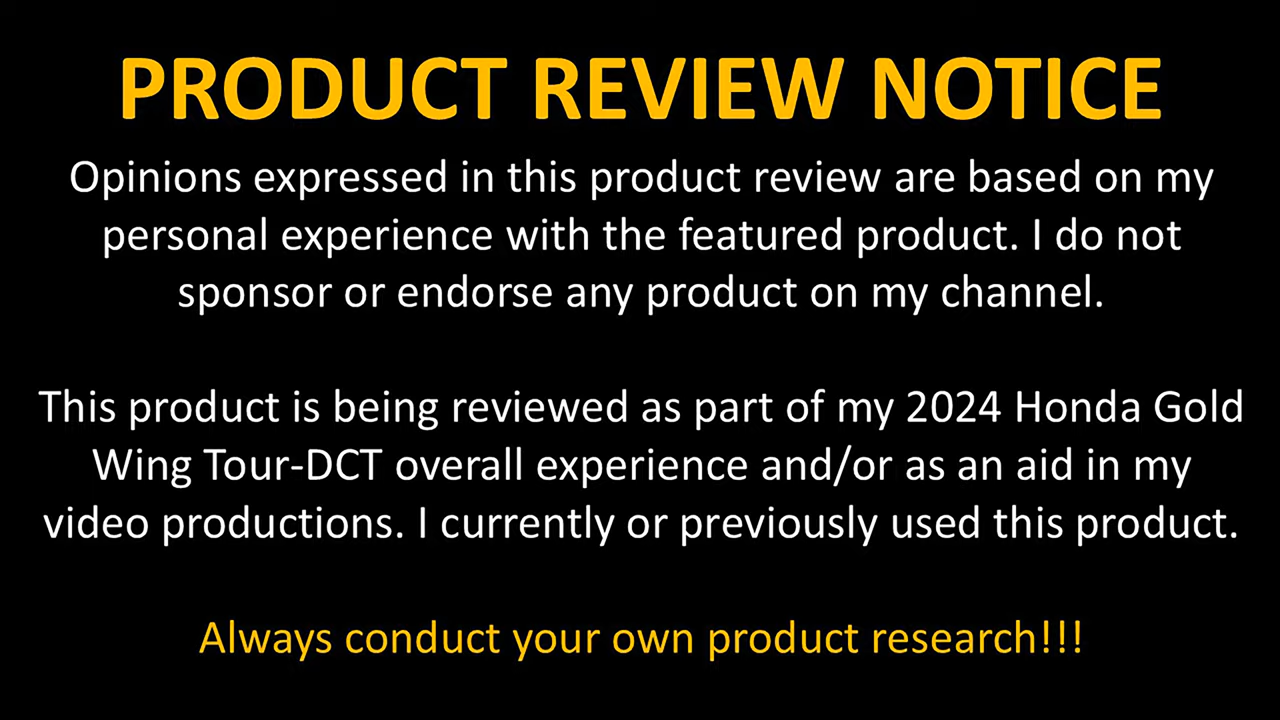 PRODUCT REVIEW NOTICE
Opinions expressed in this product review are based on my
personal experience with the featured product. I do not
sponsor or endorse any product on my channel.
This product is being reviewed as part of my 2024 Honda Gold
Wing Tour-DCT overall experience and/or as an aid in my
video productions. I currently or previously used this product.
Always conduct your own product research!!!